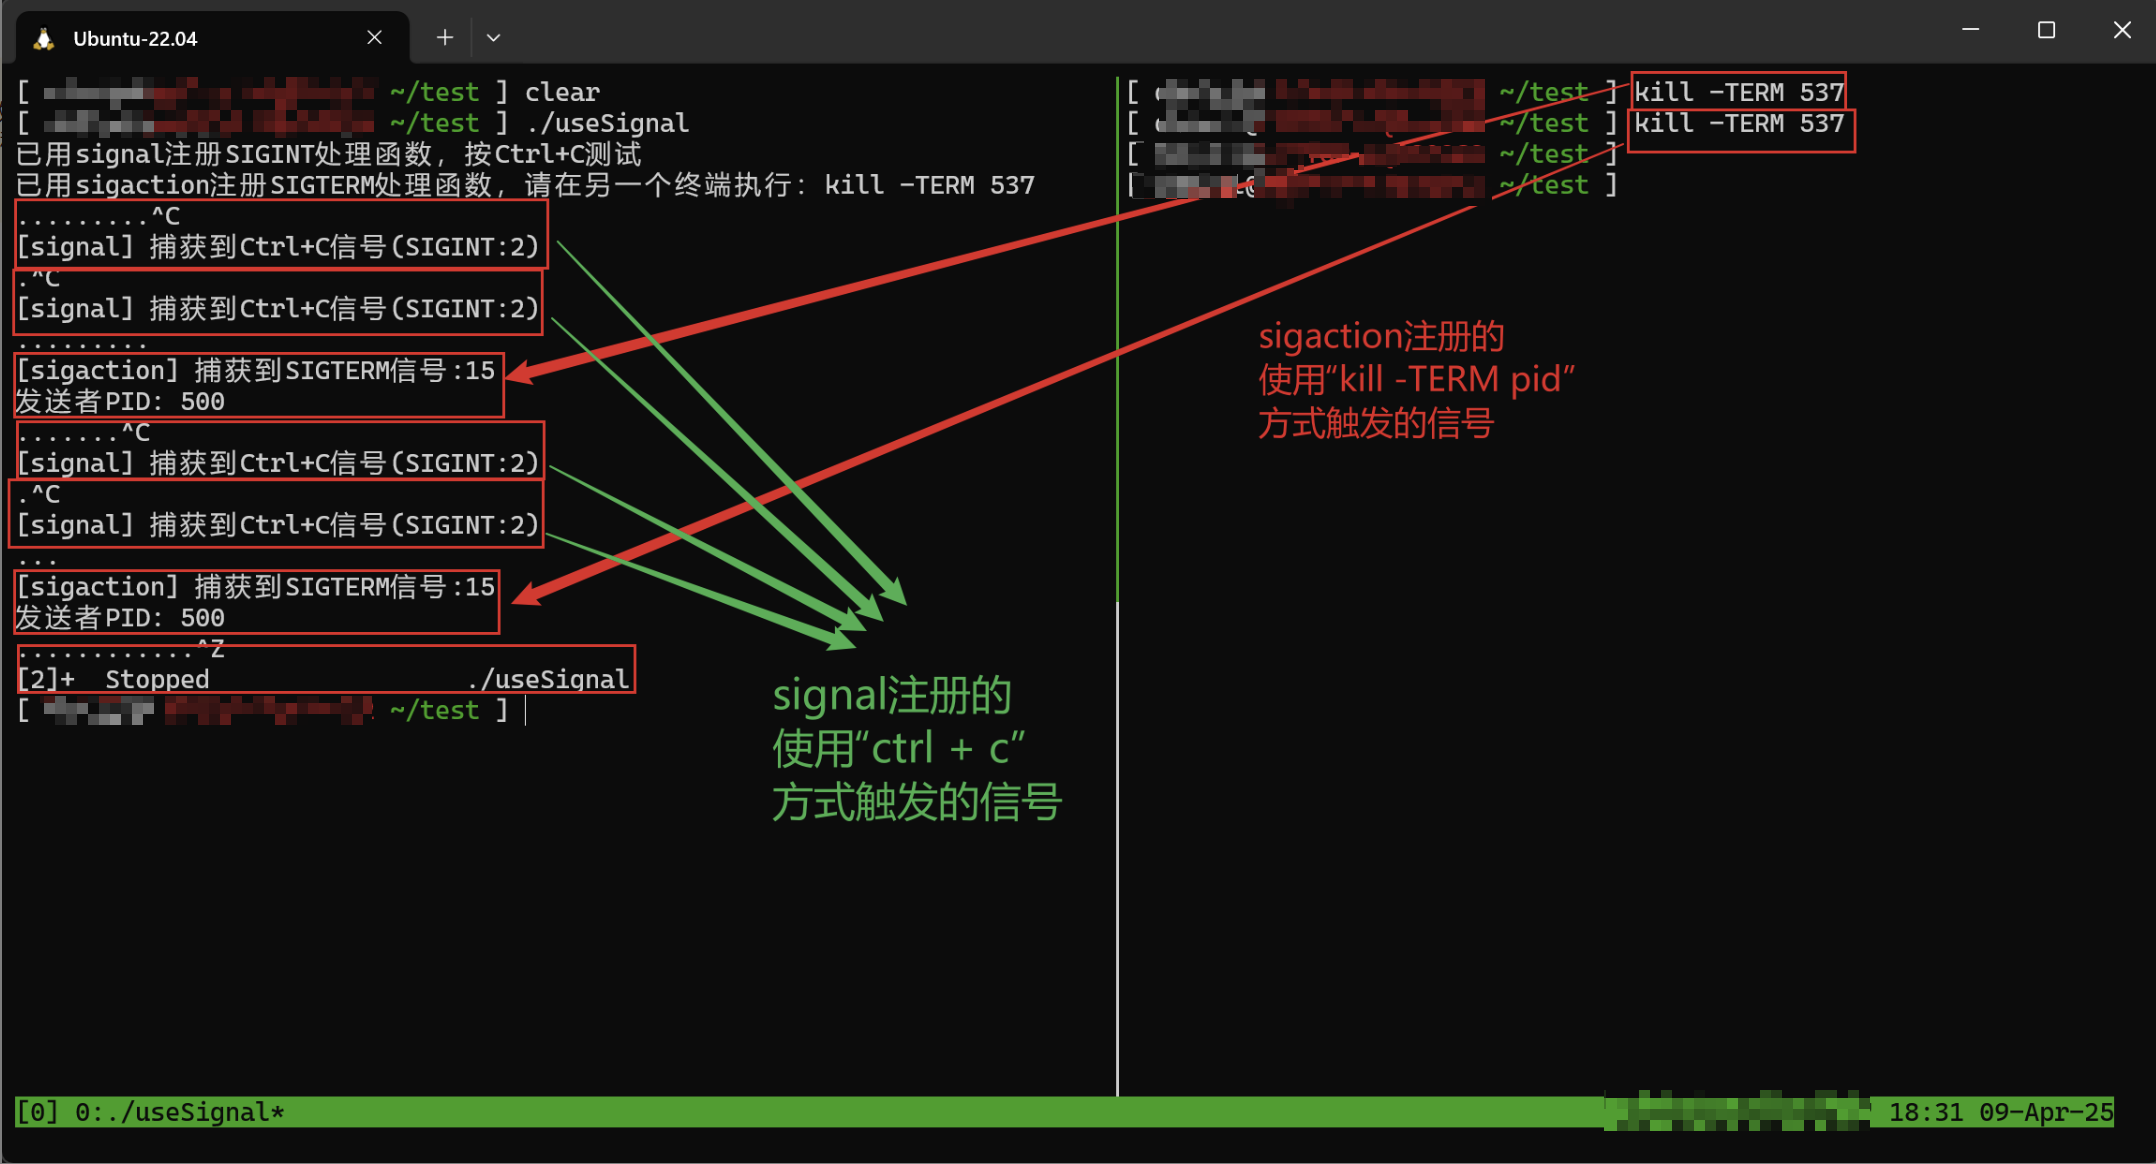 Ubuntu-22.04
[ ~/test ] clear
[ ~/test ] ./useSignal
已用signal注册SIGINT处理函数，按Ctrl+C测试
已用sigaction注册SIGTERM处理函数，请在另一个终端执行：kill -TERM 537
.........^C
[signal] 捕获到Ctrl+C信号(SIGINT:2)
.^C
[signal] 捕获到Ctrl+C信号(SIGINT:2)
.........
[sigaction] 捕获到SIGTERM信号:15
发送者PID: 500
.......^C
[signal] 捕获到Ctrl+C信号(SIGINT:2)
.^C
[signal] 捕获到Ctrl+C信号(SIGINT:2)
...
[sigaction] 捕获到SIGTERM信号:15
发送者PID: 500
............^Z
[2]+  Stopped                 ./useSignal
[ ~/test ]
signal注册的
使用“ctrl + c”
方式触发的信号
[ ~/test ] kill -TERM 537
[ ~/test ] kill -TERM 537
[ ~/test ]
[ ~/test ]
sigaction注册的
使用“kill -TERM pid”
方式触发的信号
[0] 0:./useSignal*
18:31 09-Apr-25